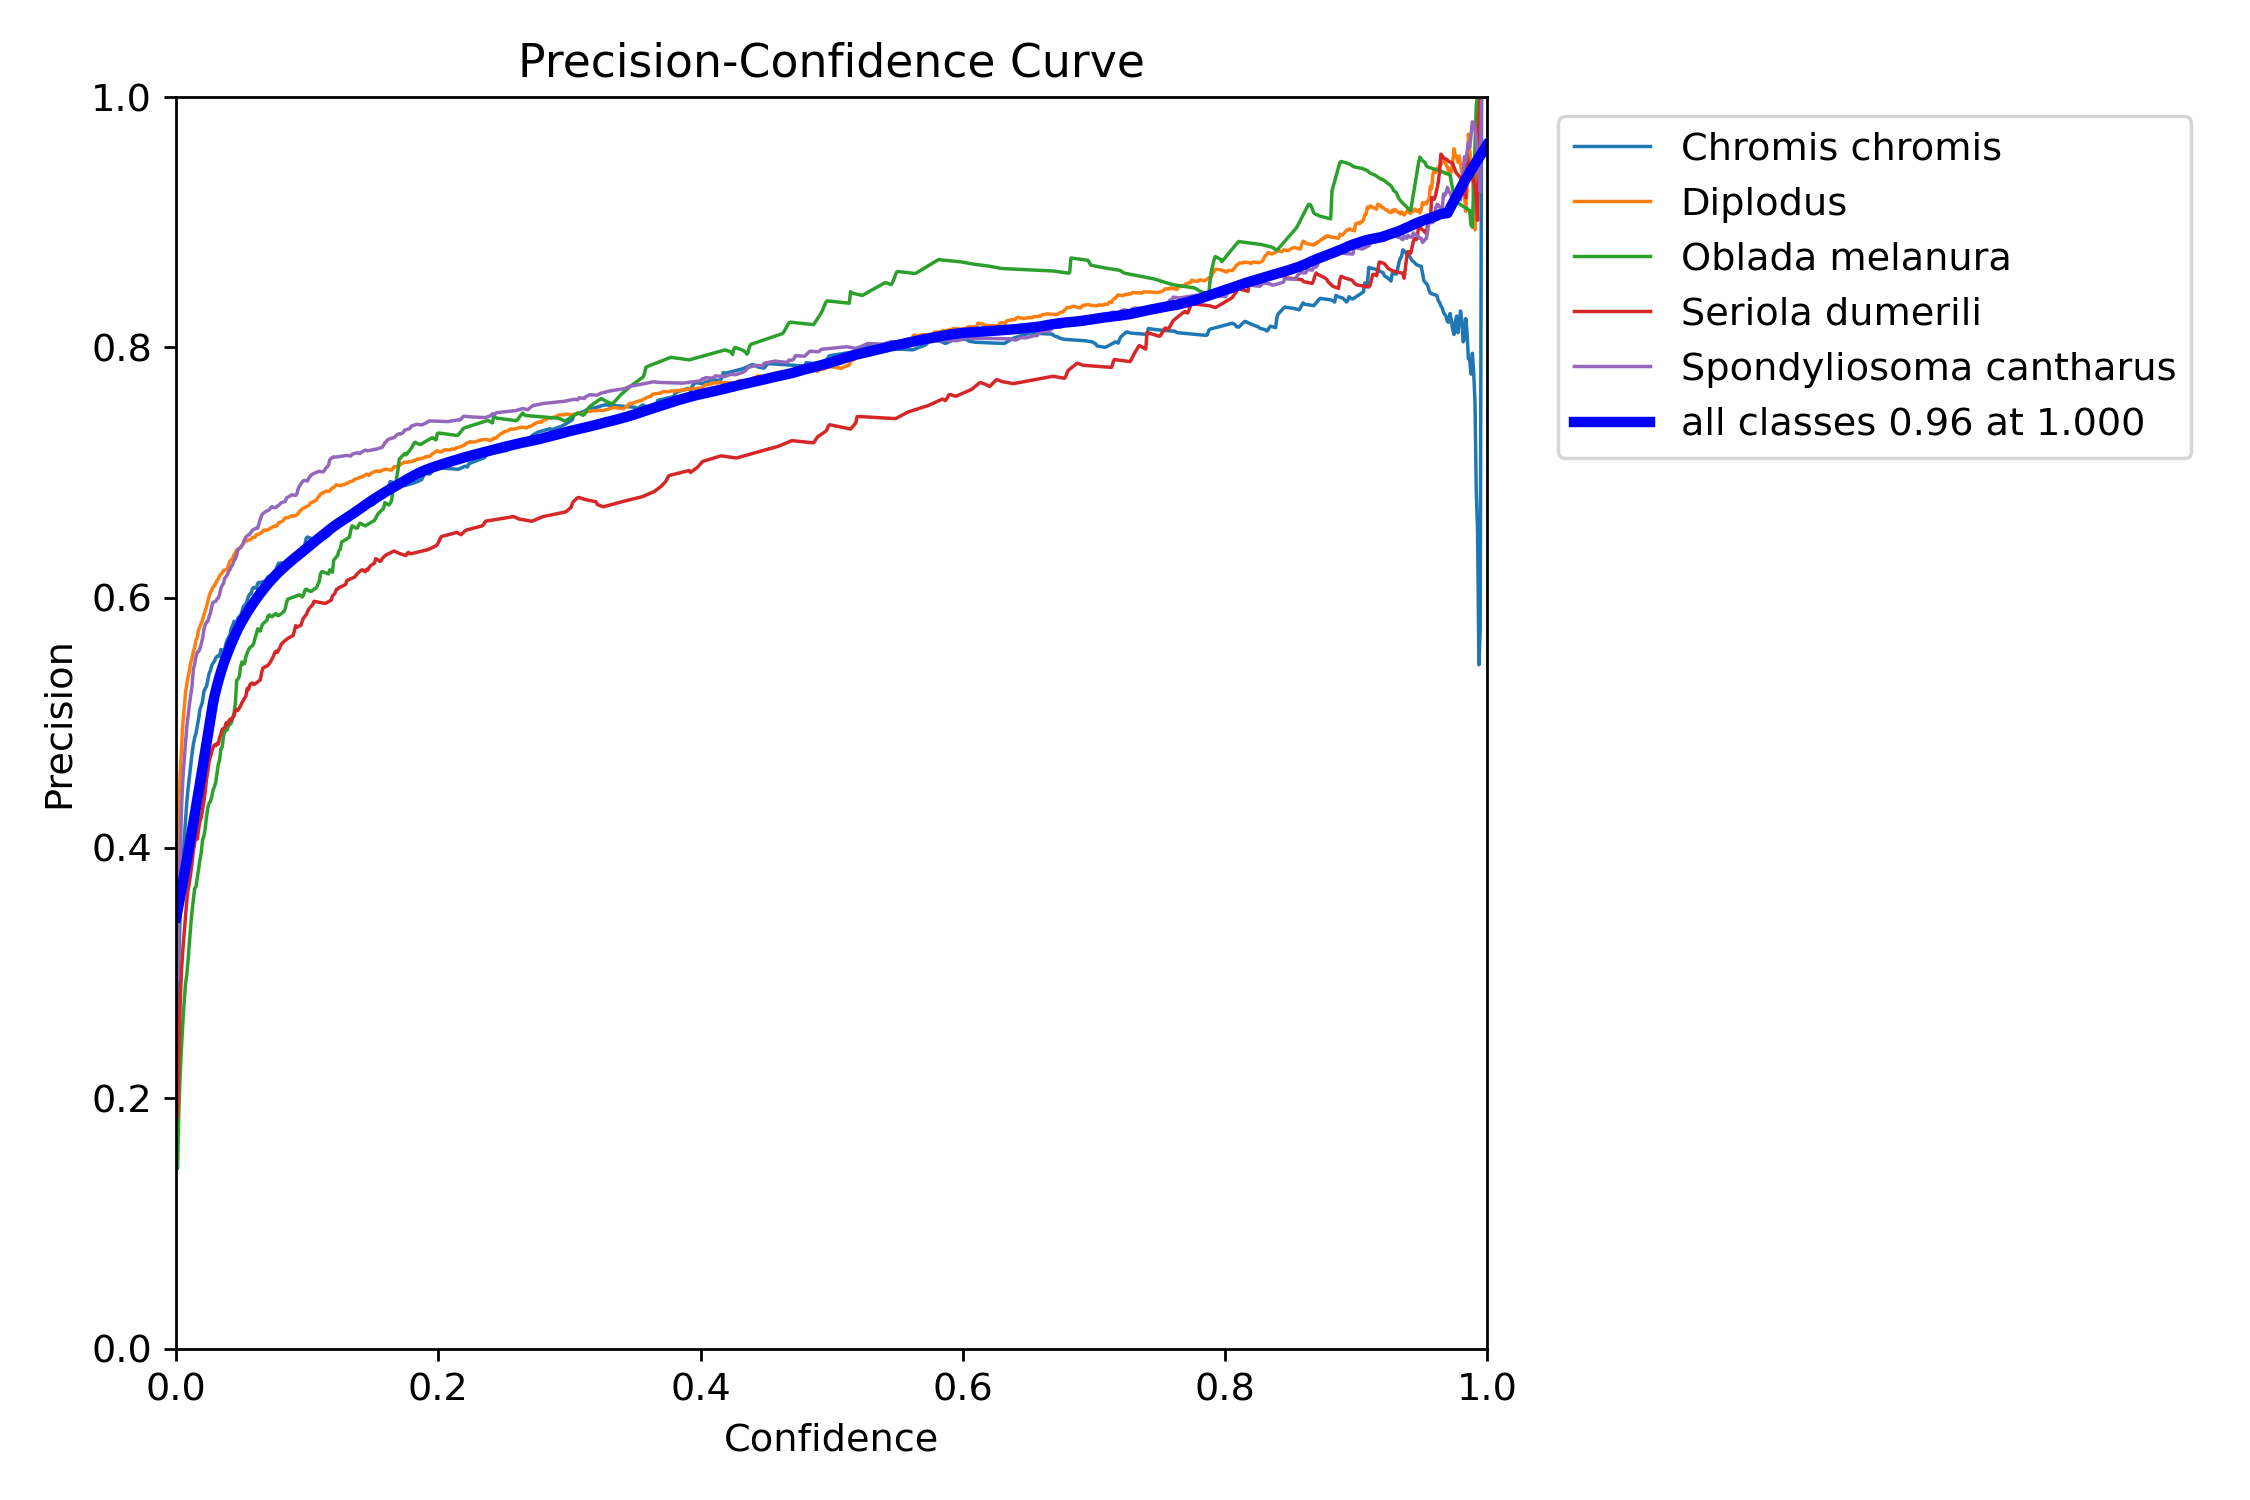 Precision-Confidence Curve
1.0
0.8
0.6
0.4
0.2
0.0
Precision
0.0 0.2 0.4 0.6 0.8 1.0
Confidence
Chromis chromis
Diplodus
Oblada melanura
Seriola dumerili
Spondyliosoma cantharus
all classes 0.96 at 1.000